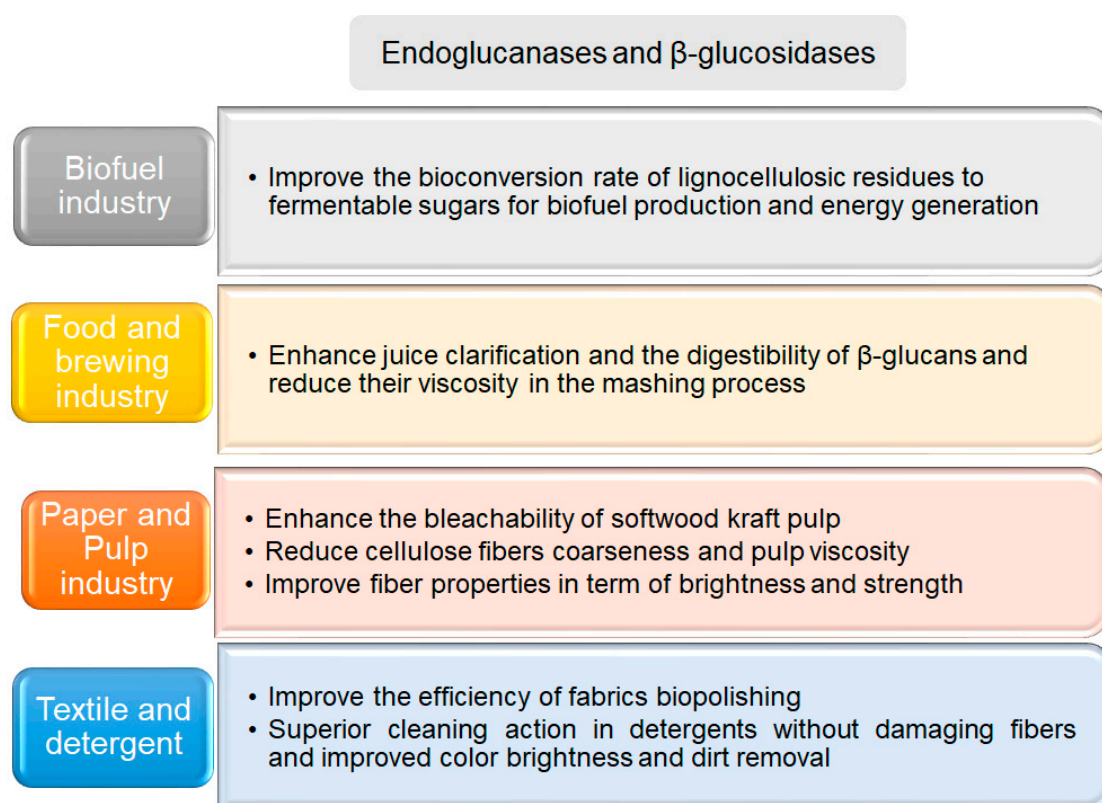 Endoglucanases and β-glucosidases
Biofuel
industry
• Improve the bioconversion rate of lignocellulosic residues to
fermentable sugars for biofuel production and energy generation
Food and
brewing
industry
• Enhance juice clarification and the digestibility of β-glucans and
reduce their viscosity in the mashing process
Paper and
Pulp
industry
• Enhance the bleachability of softwood kraft pulp
• Reduce cellulose fibers coarseness and pulp viscosity
• Improve fiber properties in term of brightness and strength
Textile and
detergent
• Improve the efficiency of fabrics biopolishing
• Superior cleaning action in detergents without damaging fibers
and improved color brightness and dirt removal